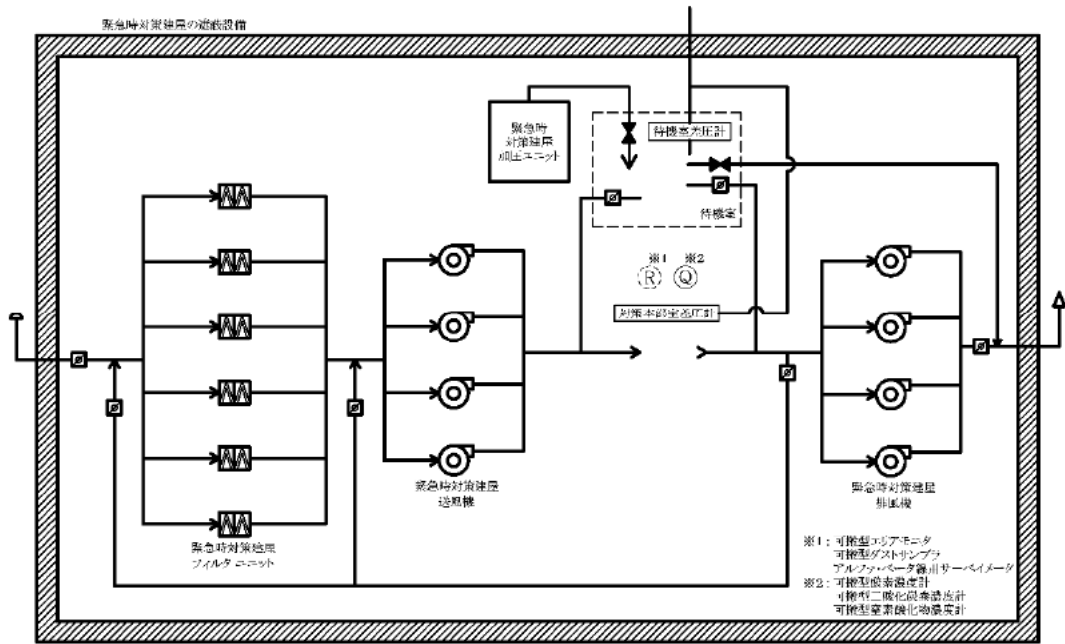 緊急時対策建屋の遮蔽設備
緊急時
対策建屋
加圧ユニット
待機室差圧計
待機室
※1 ※2
R Q
対策本部室差圧計
緊急時対策建屋
フィルタユニット
緊急時対策建屋
送風機
緊急時対策建屋
排風機
※1：可搬型エリアモニタ
可搬型ダストサンプラ
アルファ・ベータ線用サーベイメータ
※2：可搬型酸素濃度計
可搬型二酸化炭素濃度計
可搬型窒素酸化物濃度計